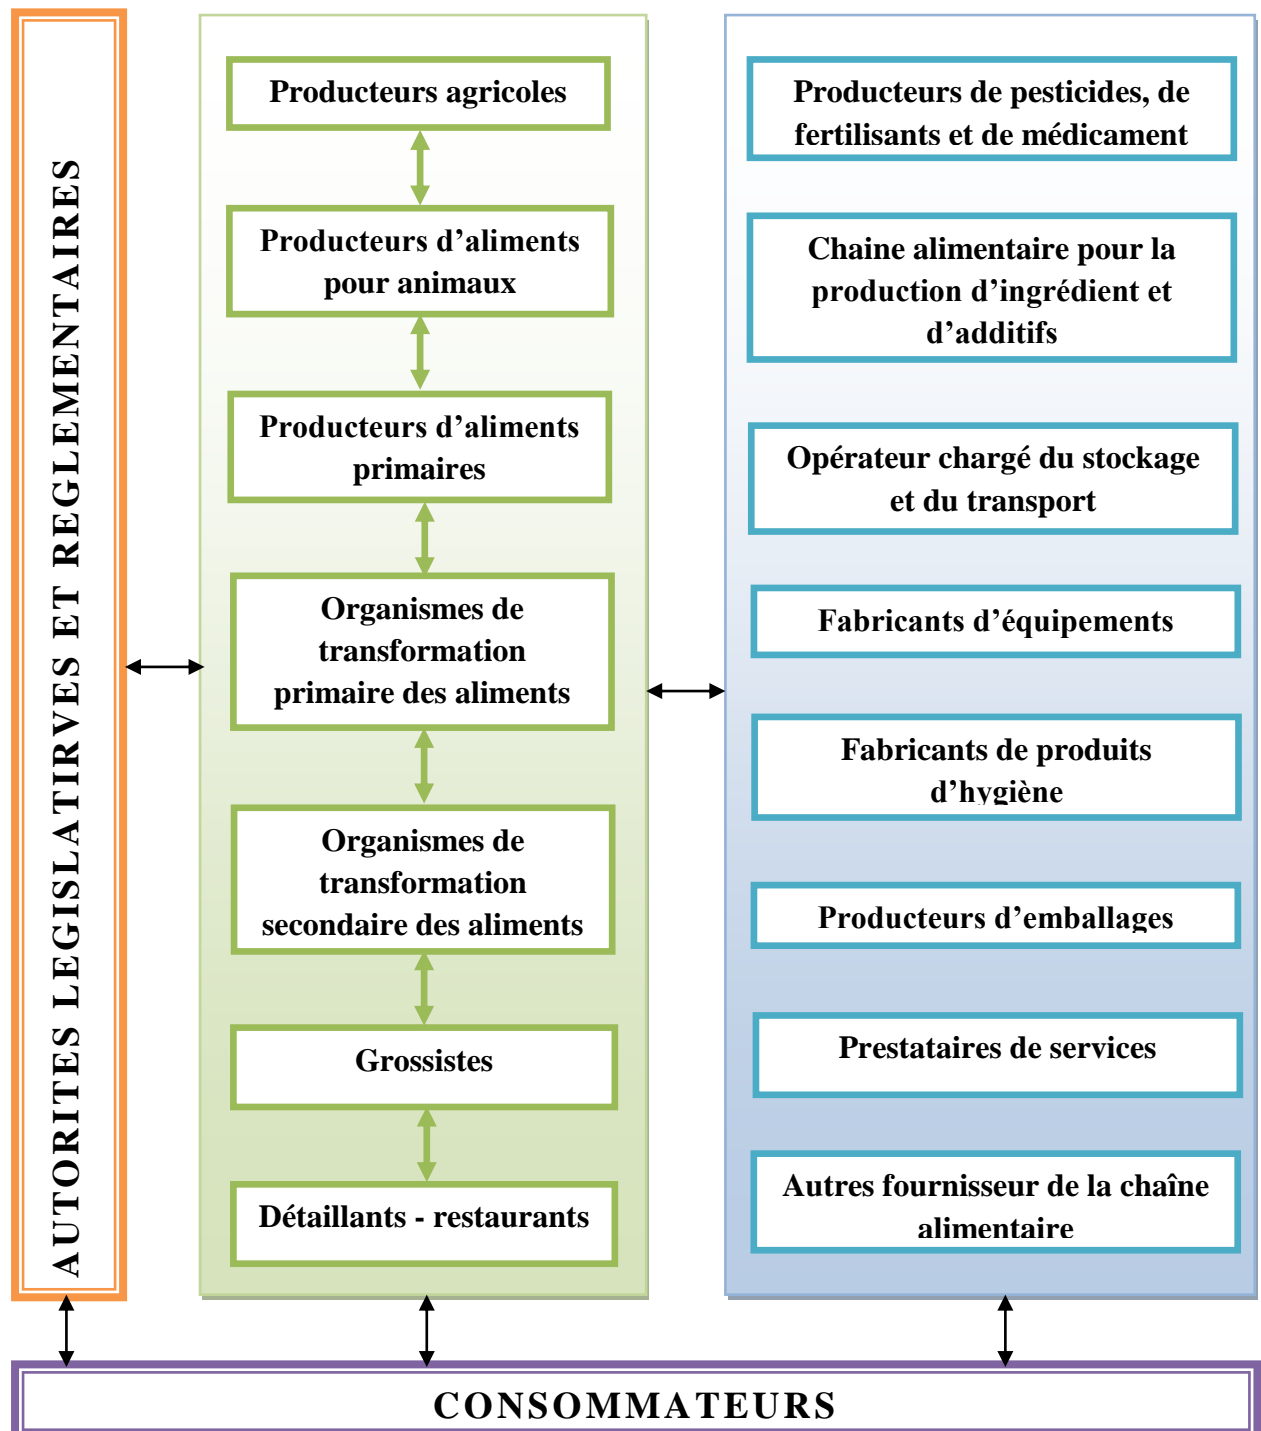 AUTORITES LEGISLATIRVES ET REGLEMENTAIRES
Producteurs agricoles
Producteurs d’aliments
pour animaux
Producteurs d’aliments
primaires
Organismes de
transformation
primaire des aliments
Organismes de
transformation
secondaire des aliments
Grossistes
Détaillants - restaurants
Producteurs de pesticides, de
fertilisants et de médicament
Chaine alimentaire pour la
production d’ingrédient et
d’additifs
Opérateur chargé du stockage
et du transport
Fabricants d’équipements
Fabricants de produits
d’hygiène
Producteurs d’emballages
Prestataires de services
Autres fournisseur de la chaîne
alimentaire
CONSOMMATEURS